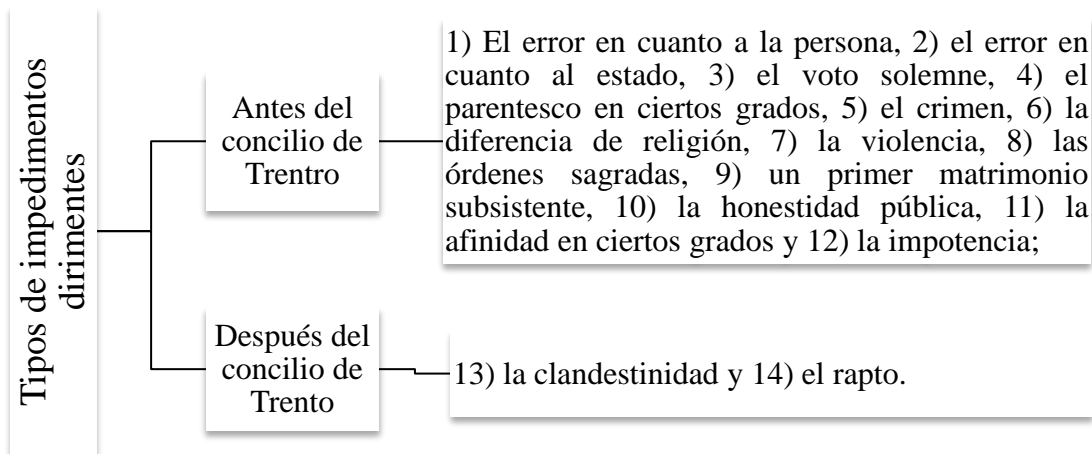 Tipos de impedimentos
dirimentes
Antes del
concilio de
Trentro
1) El error en cuanto a la persona, 2) el error en
cuanto al estado, 3) el voto solemne, 4) el
parentesco en ciertos grados, 5) el crimen, 6) la
diferencia de religión, 7) la violencia, 8) las
órdenes sagradas, 9) un primer matrimonio
subsistente, 10) la honestidad pública, 11) la
afinidad en ciertos grados y 12) la impotencia;
Después del
concilio de
Trento
13) la clandestinidad y 14) el rapto.